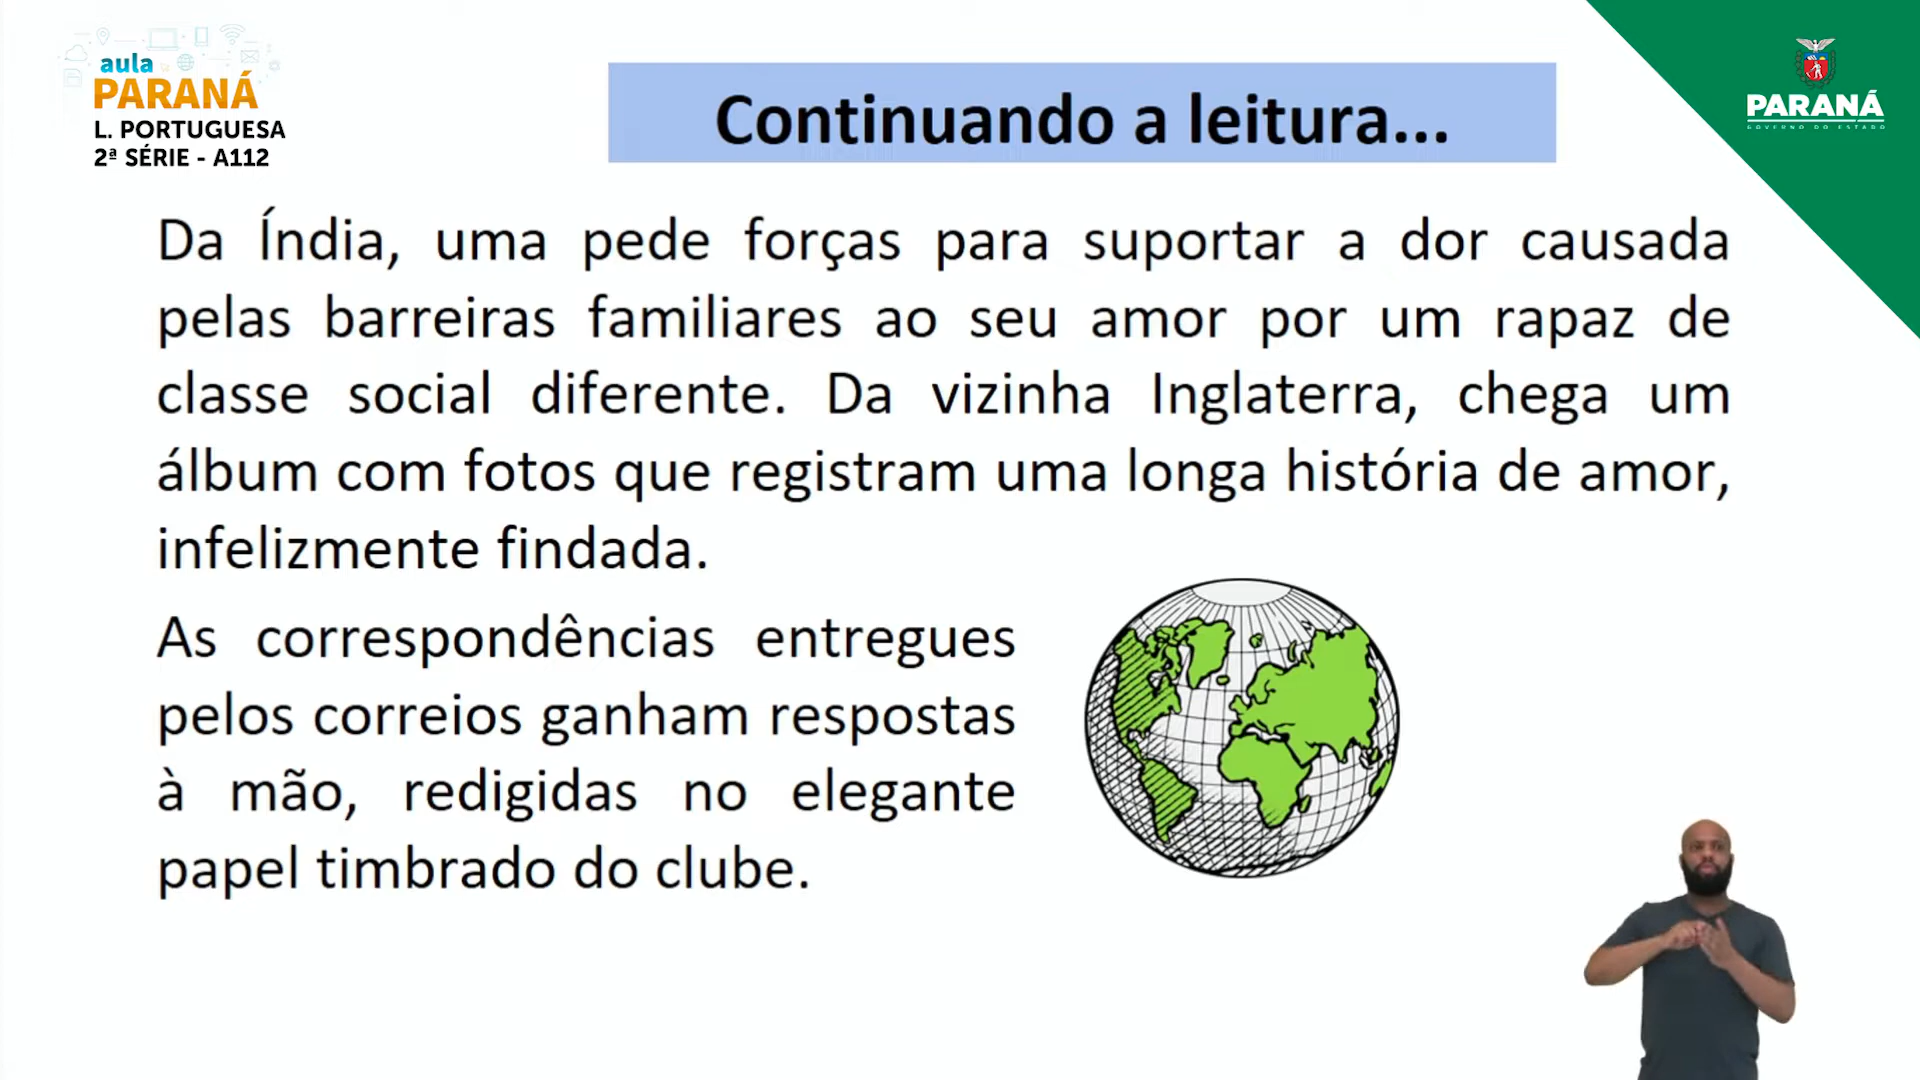 aula
PARANÁ
L. PORTUGUESA
2ª SÉRIE - A112
Continuando a leitura...
PARANÁ
GOVERNO DO ESTADO
Da Índia, uma pede forças para suportar a dor causada
pelas barreiras familiares ao seu amor por um rapaz de
classe social diferente. Da vizinha Inglaterra, chega um
álbum com fotos que registram uma longa história de amor,
infelizmente findada.
As correspondências entregues
pelos correios ganham respostas
à mão, redigidas no elegante
papel timbrado do clube.